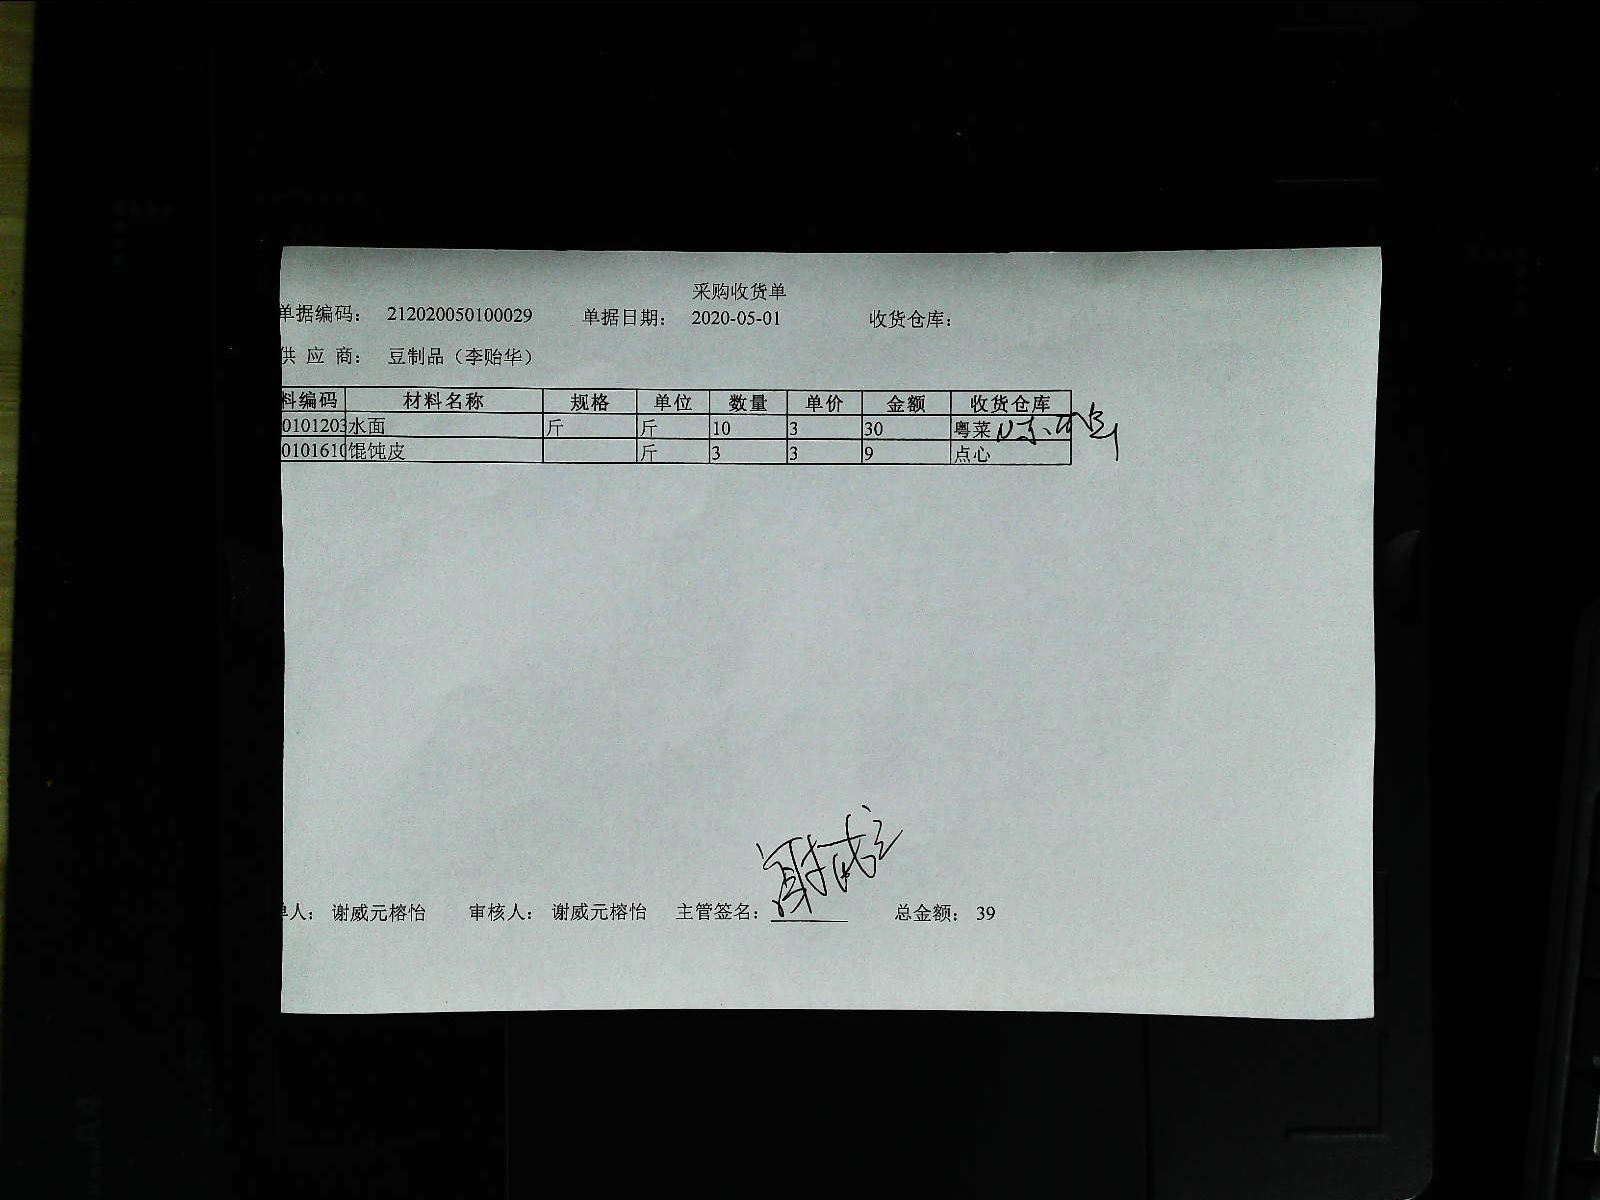 采购收货单
单据编码： 212020050100029 单据日期： 2020-05-01 收货仓库：
供 应 商： 豆制品（李贻华）
料编码 材料名称 规格 单位 数量 单价 金额 收货仓库
0101203 水面 斤 斤 10 3 30 粤菜
0101610 馄饨皮 斤 3 3 9 点心
单人： 谢威元榕怡 审核人： 谢威元榕怡 主管签名： 总金额： 39